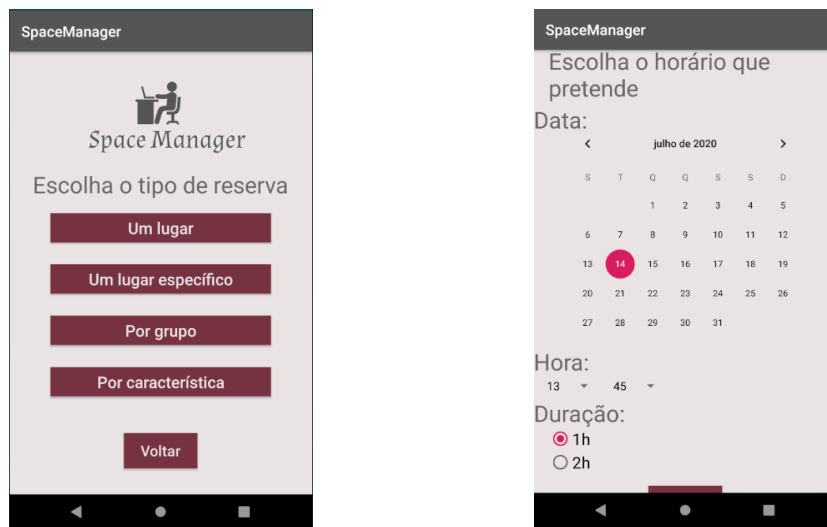 SpaceManager
Space Manager
Escolha o tipo de reserva
Um lugar
Um lugar específico
Por grupo
Por característica
Voltar
SpaceManager
Escolha o horário que
pretende
Data:
julho de 2020
S T Q Q S S D
1 2 3 4 5
6 7 8 9 10 11 12
13 14 15 16 17 18 19
20 21 22 23 24 25 26
27 28 29 30 31
Hora:
13 45
Duração:
1h
2h